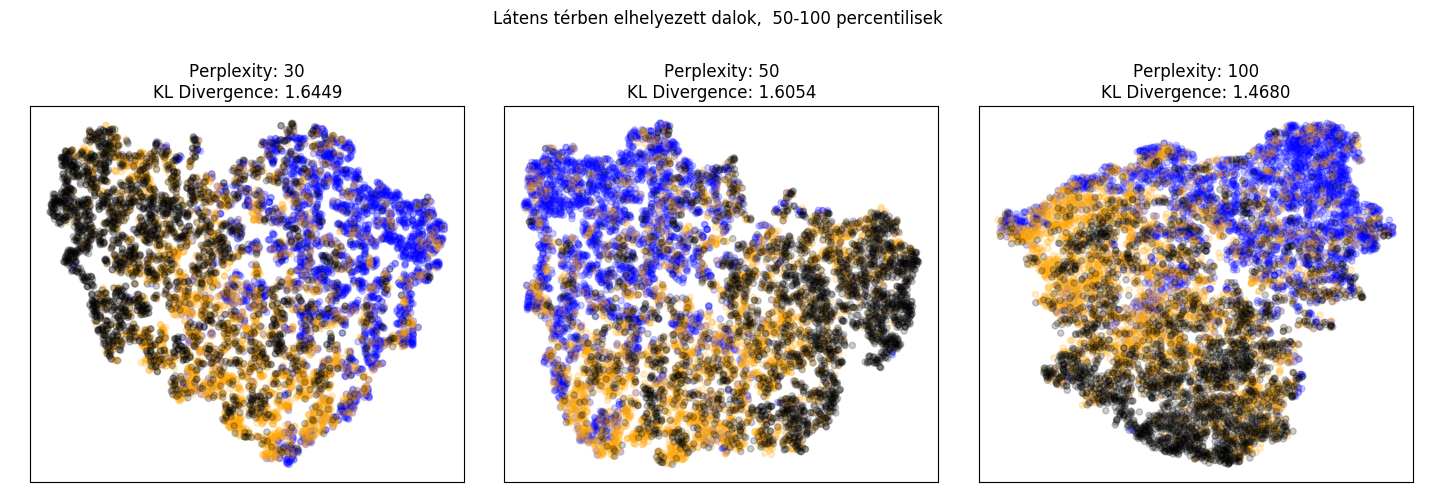 Látens térben elhelyezett dalok,  50-100 percentilisek
Perplexity: 30
KL Divergence: 1.6449
Perplexity: 50
KL Divergence: 1.6054
Perplexity: 100
KL Divergence: 1.4680